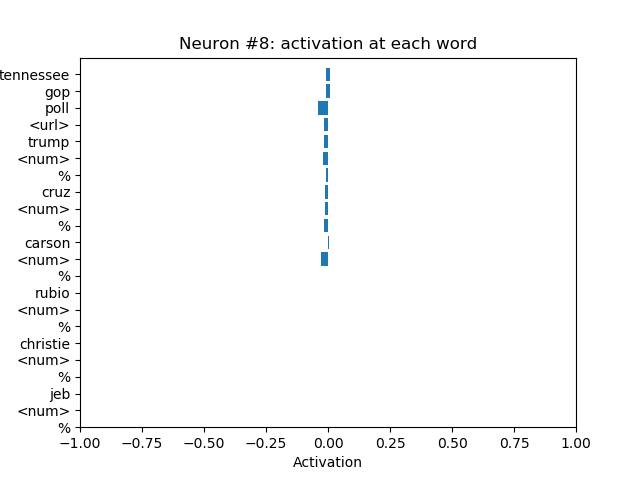 Neuron #8: activation at each word
tennessee
gop
poll
<url>
trump
<num>
%
cruz
<num>
%
carson
<num>
%
rubio
<num>
%
christie
<num>
%
jeb
<num>
%
−1.00 −0.75 −0.50 −0.25 0.00 0.25 0.50 0.75 1.00
Activation